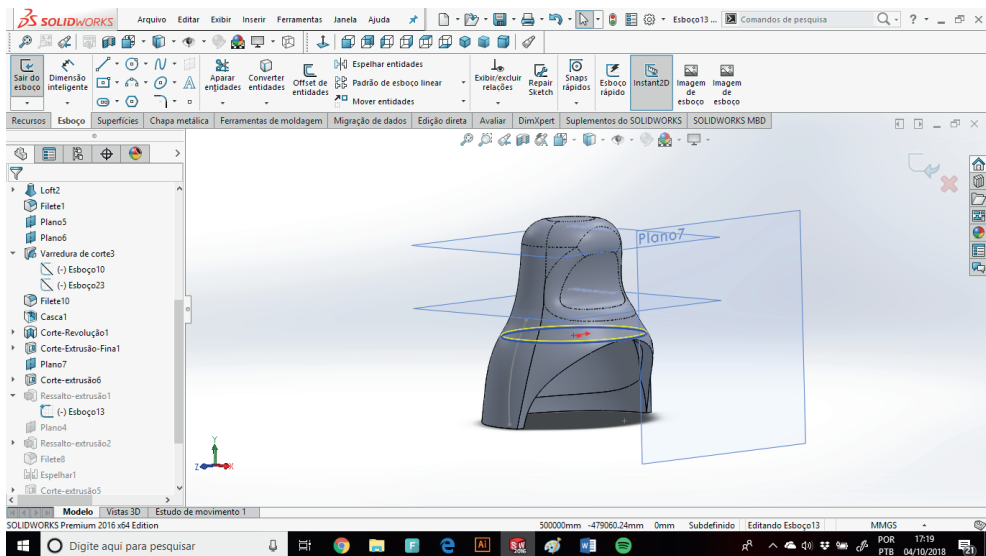 SOLIDWORKS Arquivo Editar Exibir Inserir Ferramentas Janela Ajuda Esboço13 ... Comandos de pesquisa
Sair do esboço
Dimensão inteligente
Aparar entidades
Converter entidades
Offset de entidades
Espelhar entidades
Padrão de esboço linear
Mover entidades
Exibir/excluir relações
Repair Sketch
Snaps rápidos
Esboço rápido
Instant2D
Imagem de esboço
Imagem de esboço
Recursos Esboço Superfícies Chapa metálica Ferramentas de moldagem Migração de dados Edição direta Avaliar DimXpert Suplementos do SOLIDWORKS SOLIDWORKS MBD
Loft2
Filete1
Plano5
Plano6
Varredura de corte3
(-) Esboço10
(-) Esboço23
Filete10
Casca1
Corte-Revolução1
Corte-Extrusão-Fina1
Plano7
Corte-extrusão6
Ressalto-extrusão1
(-) Esboço13
Plano4
Ressalto-extrusão2
Filete8
Espelhar1
Corte-extrusão5
Plano7
Y
Z X
Modelo Vistas 3D Estudo de movimento 1
SOLIDWORKS Premium 2016 x64 Edition 500000mm -479060.24mm 0mm Subdefinido Editando Esboço13 MMGS
Digite aqui para pesquisar
POR 17:19
PTB 04/10/2018